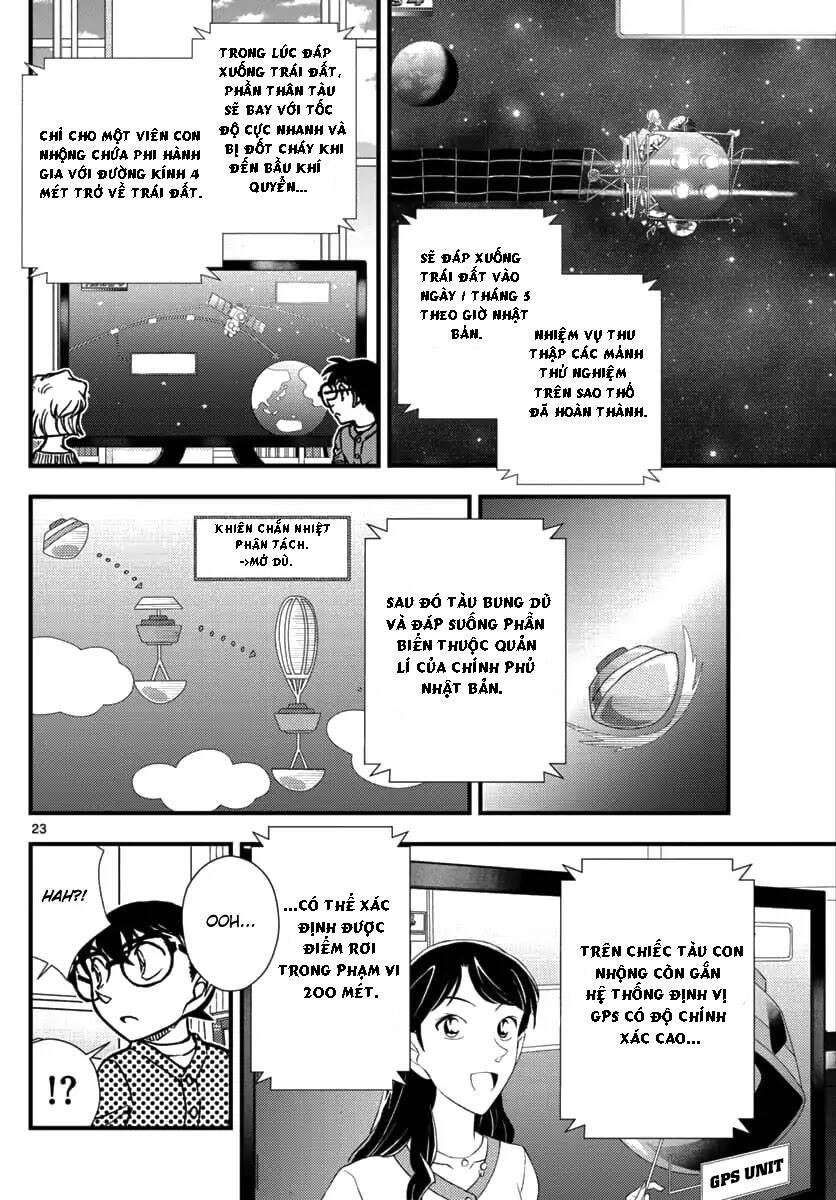 SẼ ĐÁP XUỐNG
TRÁI ĐẤT VÀO
NGÀY 1 THÁNG 5
THEO GIỜ NHẬT
BẢN.
NHIỆM VỤ THU
THẬP CÁC MẢNH
THỬ NGHIỆM
TRÊN SAO THỔ
ĐÃ HOÀN THÀNH.
TRONG LÚC ĐÁP
XUỐNG TRÁI ĐẤT,
PHẦN THÂN TÀU
SẼ BAY VỚI TỐC
ĐỘ CỰC NHANH VÀ
BỊ ĐỐT CHÁY KHI
ĐẾN BẦU KHÍ
QUYỂN...
CHỈ CHO MỘT VIÊN CON
NHỘNG CHỨA PHI HÀNH
GIA VỚI ĐƯỜNG KÍNH 4
MÉT TRỞ VỀ TRÁI ĐẤT.
SAU ĐÓ TÀU BUNG DÙ
VÀ ĐÁP SUỐNG PHẦN
BIỂN THUỘC QUẢN
LÍ CỦA CHÍNH PHỦ
NHẬT BẢN.
KHIÊN CHẮN NHIỆT
PHÂN TÁCH.
->MỞ DÙ.
23
TRÊN CHIẾC TÀU CON
NHỘNG CÒN GẮN
HỆ THỐNG ĐỊNH VỊ
GPS CÓ ĐỘ CHÍNH
XÁC CAO...
GPS UNIT
...CÓ THỂ XÁC
ĐỊNH ĐƯỢC
ĐIỂM RƠI
TRONG PHẠM VI
200 MÉT.
OOH...
HAH?!
!?